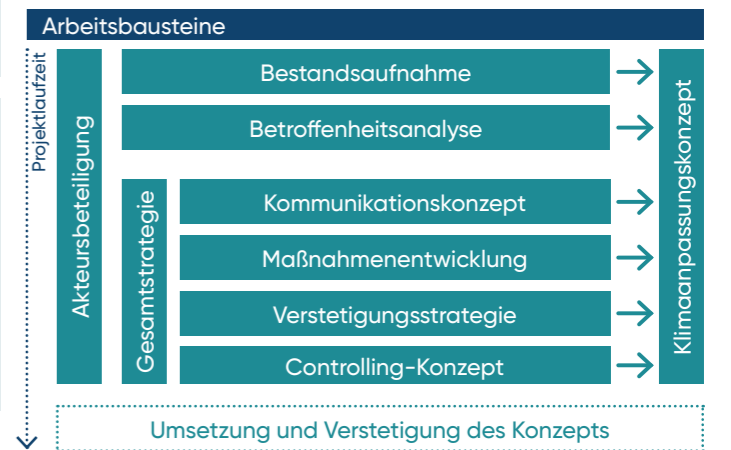 Arbeitsbausteine
Projektlaufzeit
Akteursbeteiligung
Bestandsaufnahme
Betroffenheitsanalyse
Gesamtstrategie
Kommunikationskonzept
Maßnahmenentwicklung
Verstetigungsstrategie
Controlling-Konzept
Klimaanpassungskonzept
Umsetzung und Verstetigung des Konzepts